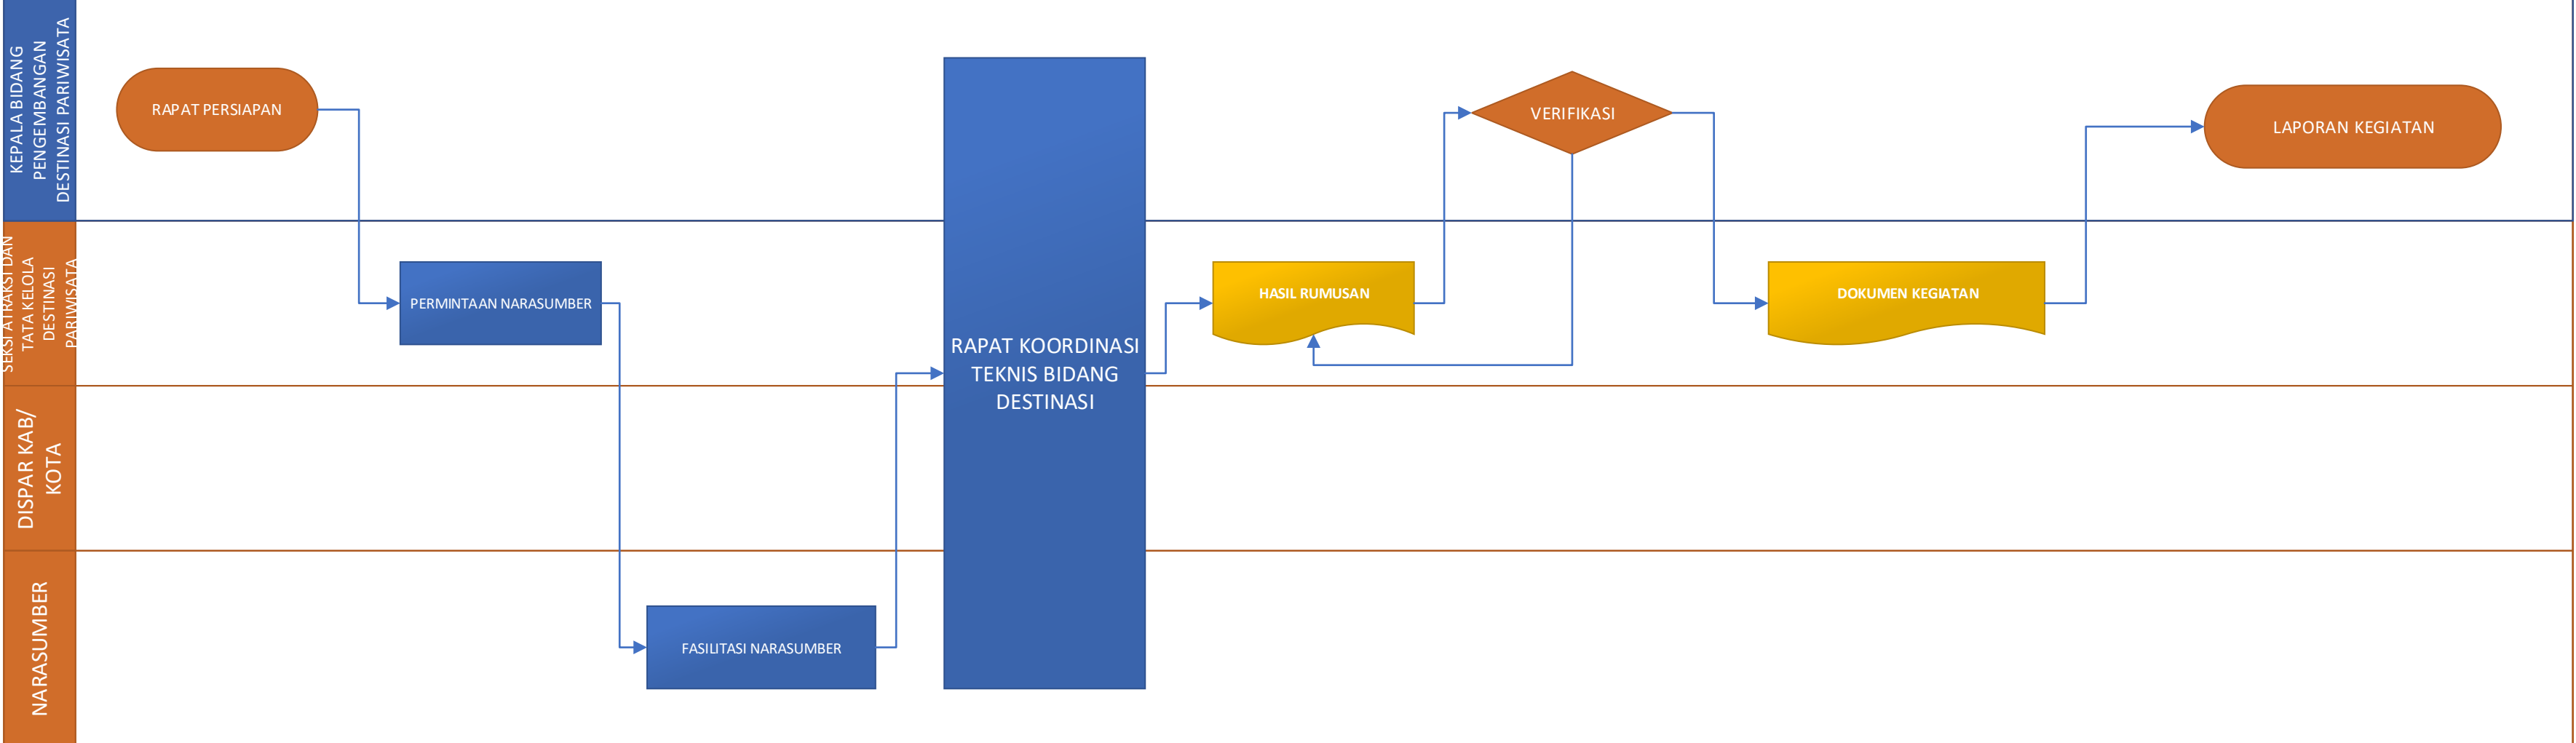 KEPALA BIDANG
PENGEMBANGAN
DESTINASI PARIWISATA
RAPAT PERSIAPAN
VERIFIKASI
LAPORAN KEGIATAN
SEKSI ATRAKSI DAN
TATA KELOLA
DESTINASI
PARIWISATA
PERMINTAAN NARASUMBER
HASIL RUMUSAN
DOKUMEN KEGIATAN
RAPAT KOORDINASI
TEKNIS BIDANG
DESTINASI
DISPAR KAB/
KOTA
NARASUMBER
FASILITASI NARASUMBER